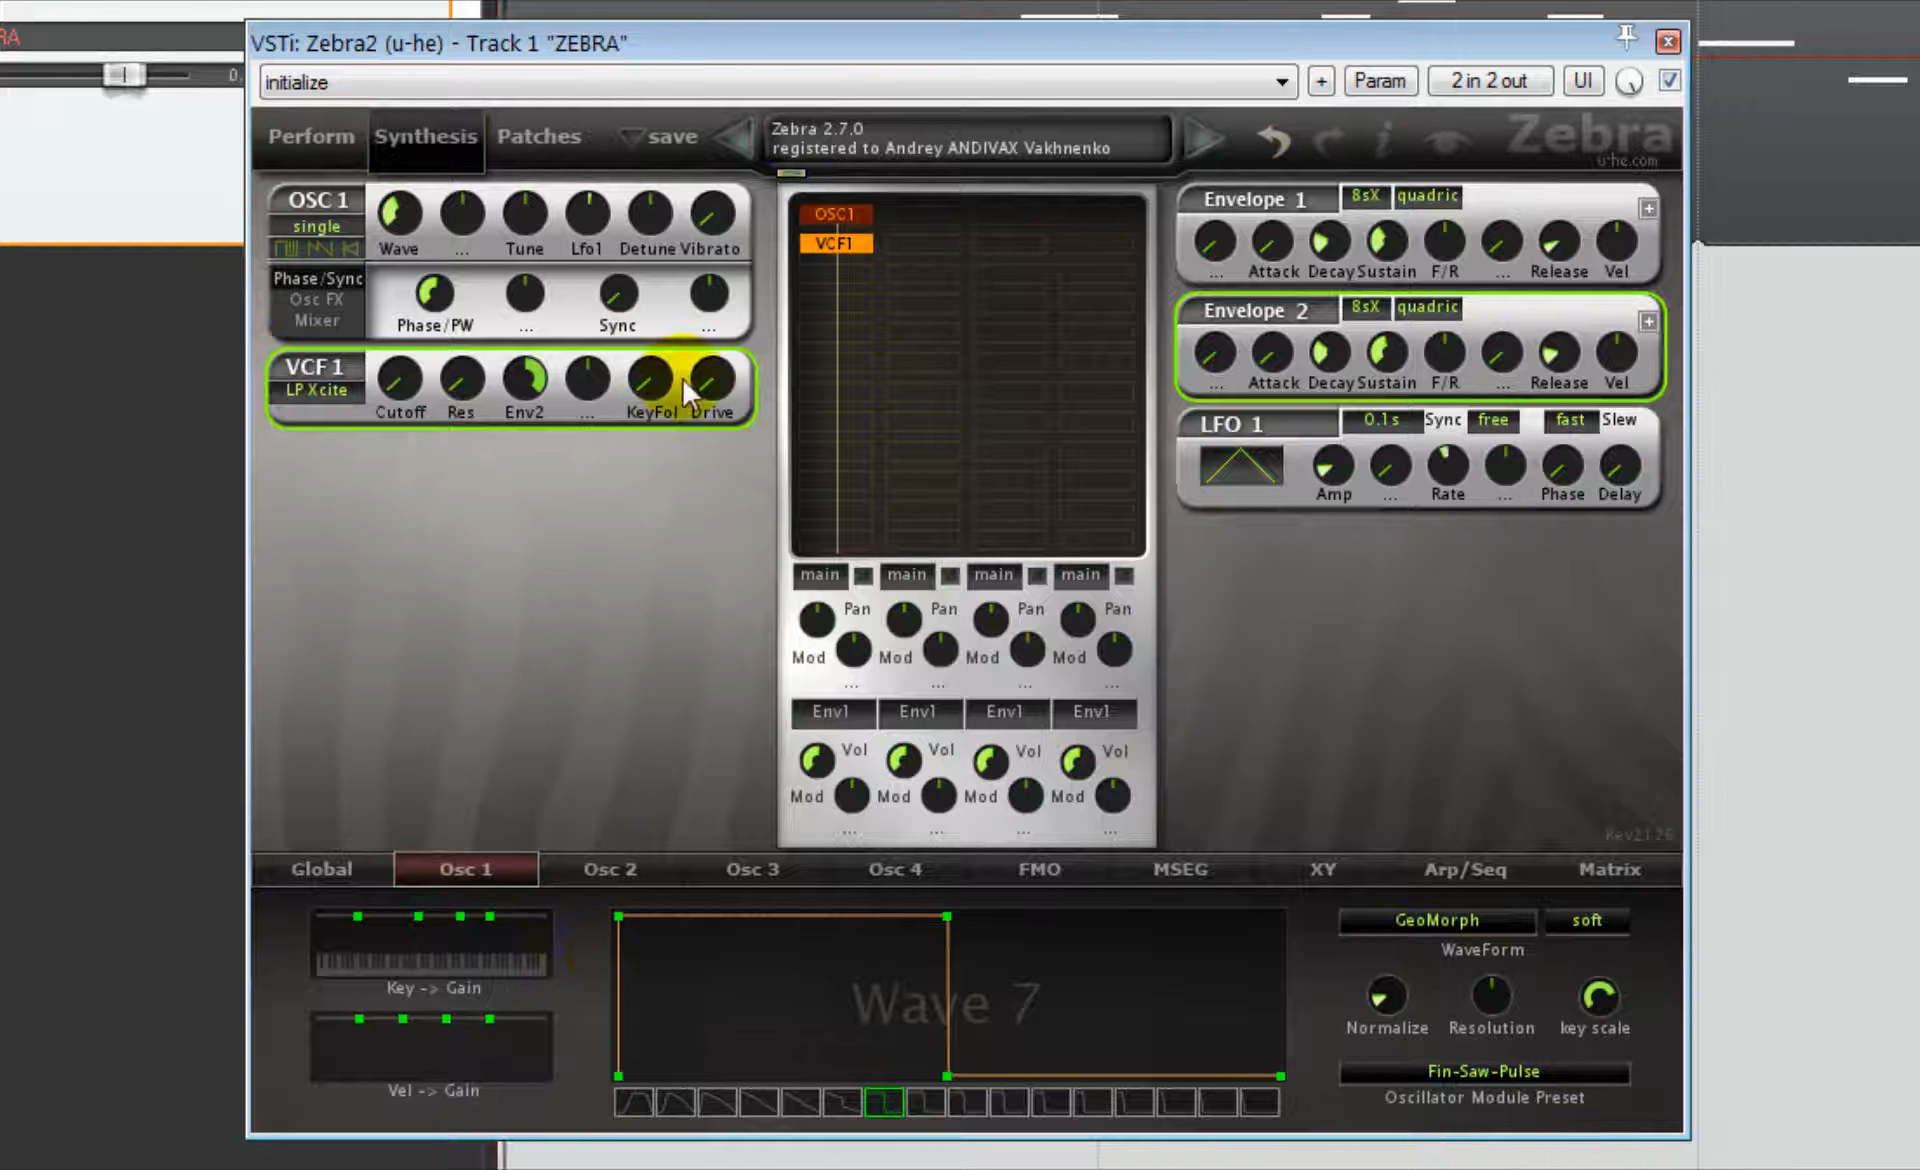 RA
0.
VSTi: Zebra2 (u-he) - Track 1 "ZEBRA"
initialize
+
Param
2 in 2 out
UI
Perform
Synthesis
Patches
save
Zebra 2.7.0
registered to Andrey ANDIVAX Vakhnenko
Zebra
u-he.com
OSC 1
single
Wave
...
Tune
Lfo1
Detune
Vibrato
Phase/Sync
Osc FX
Mixer
Phase/PW
...
Sync
...
VCF 1
LP Xcite
Cutoff
Res
Env2
...
KeyFol
Drive
OSC1
VCF1
main main main main
Pan Pan Pan Pan
Mod Mod Mod Mod
... ... ... ...
Env1 Env1 Env1 Env1
Vol Vol Vol Vol
Mod Mod Mod Mod
... ... ... ...
Envelope 1
8sX
quadric
+
... Attack Decay Sustain F/R ... Release Vel
Envelope 2
8sX
quadric
+
... Attack Decay Sustain F/R ... Release Vel
LFO 1
0.1s
Sync
free
fast
Slew
Amp ... Rate ... Phase Delay
Global
Osc 1
Osc 2
Osc 3
Osc 4
FMO
MSEG
XY
Arp/Seq
Matrix
Key -> Gain
Vel -> Gain
Wave 7
GeoMorph
soft
WaveForm
Normalize
Resolution
key scale
Fin-Saw-Pulse
Oscillator Module Preset